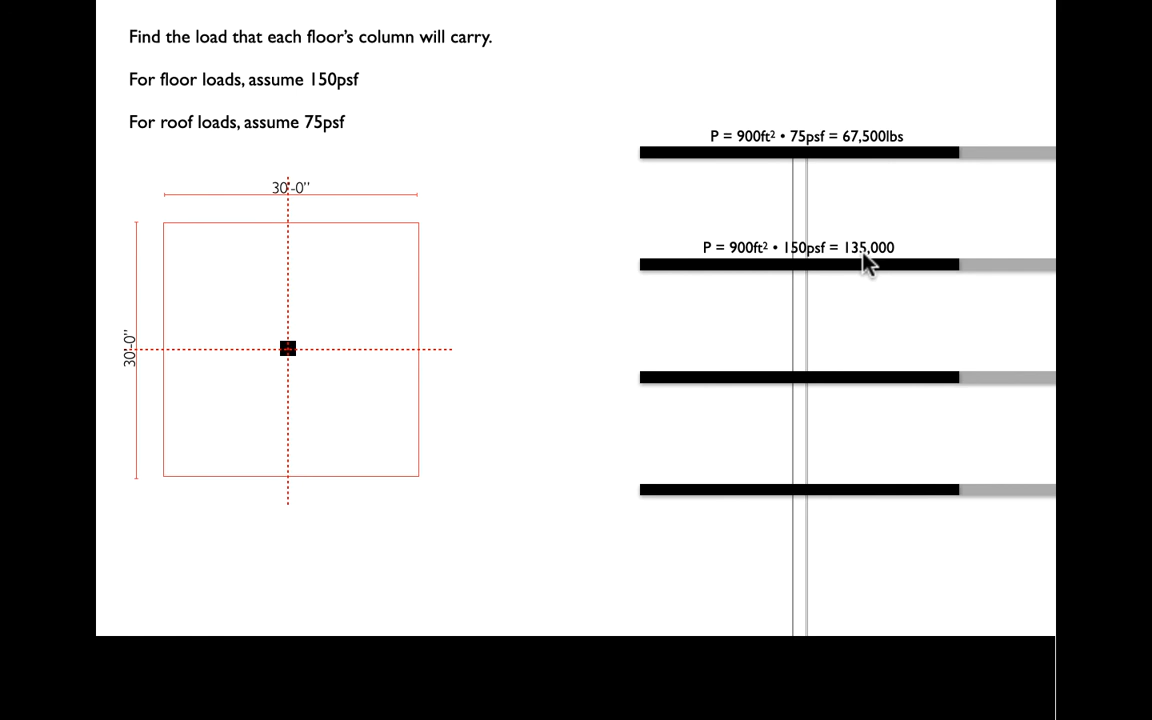 Find the load that each floor’s column will carry.
For floor loads, assume 150psf
For roof loads, assume 75psf
P = 900ft² • 75psf = 67,500lbs
30'-0''
P = 900ft² • 150psf = 135,000
30'-0''